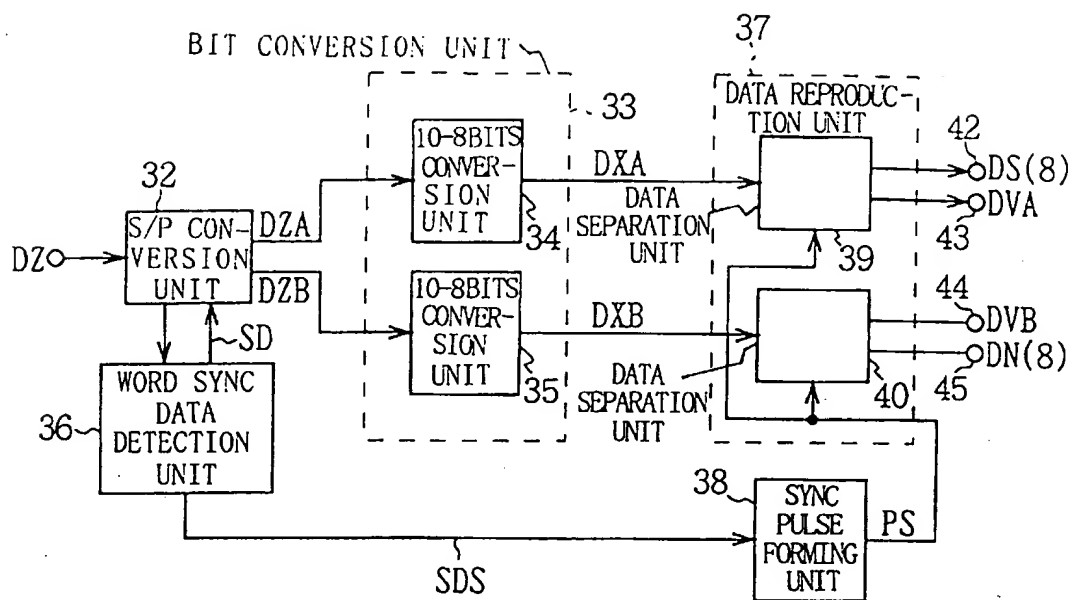 BIT CONVERSION UNIT
37
33
DATA REPRODUC-
TION UNIT
32
S/P CON-
VERSION
UNIT
DZ
DZA
DZB
10-8BITS
CONVER-
SION
UNIT
34
DXA
DATA
SEPARATION
UNIT
39
42
DS(8)
DVA
43
10-8BITS
CONVER-
SION
UNIT
35
DXB
DATA
SEPARATION
UNIT
40
44
DVB
DN(8)
45
SD
36
WORD SYNC
DATA
DETECTION
UNIT
SDS
38
SYNC
PULSE
FORMING
UNIT
PS